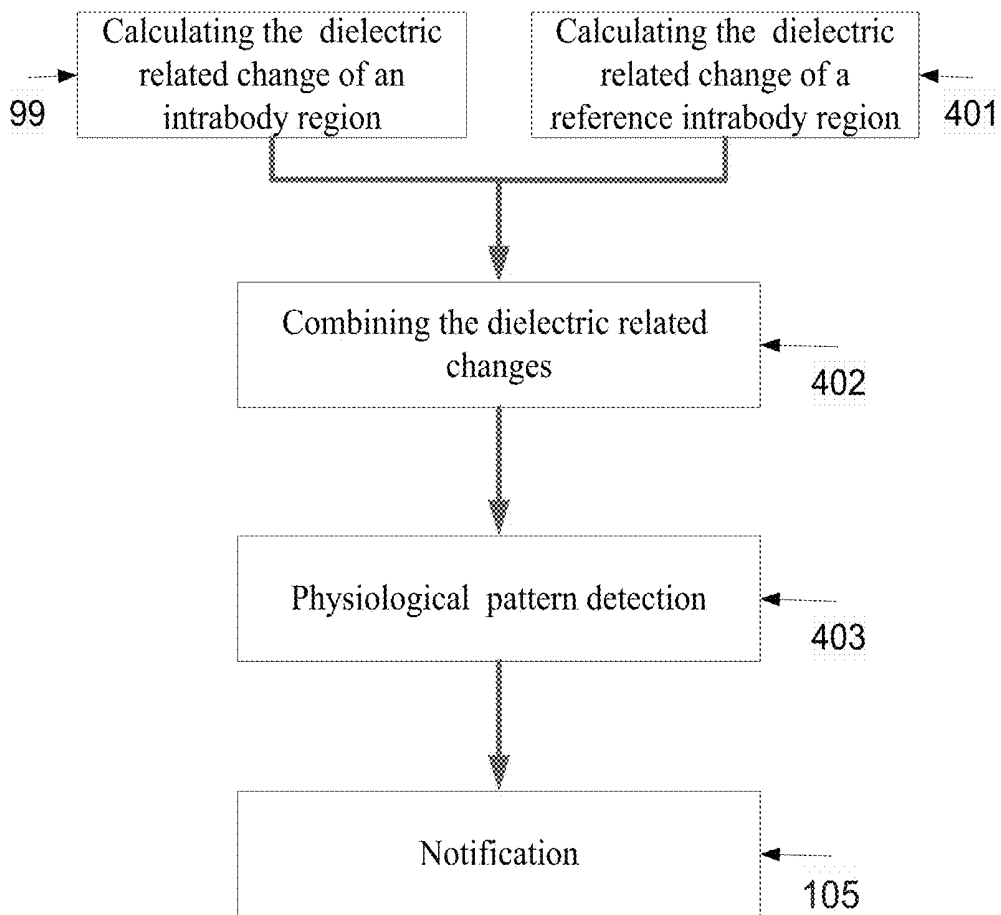 Calculating the dielectric
related change of an
intrabody region
99
Calculating the dielectric
related change of a
reference intrabody region
401
Combining the dielectric related
changes
402
Physiological pattern detection
403
Notification
105